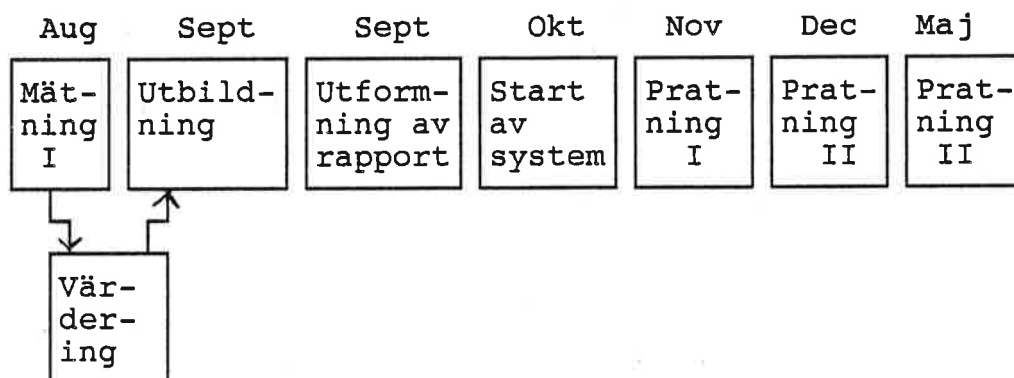 Aug Sept Sept Okt Nov Dec Maj
Mät-
ning
I
Utbild-
ning
Utform-
ning av
rapport
Start
av
system
Prat-
ning
I
Prat-
ning
II
Prat-
ning
II
Vär-
der-
ing